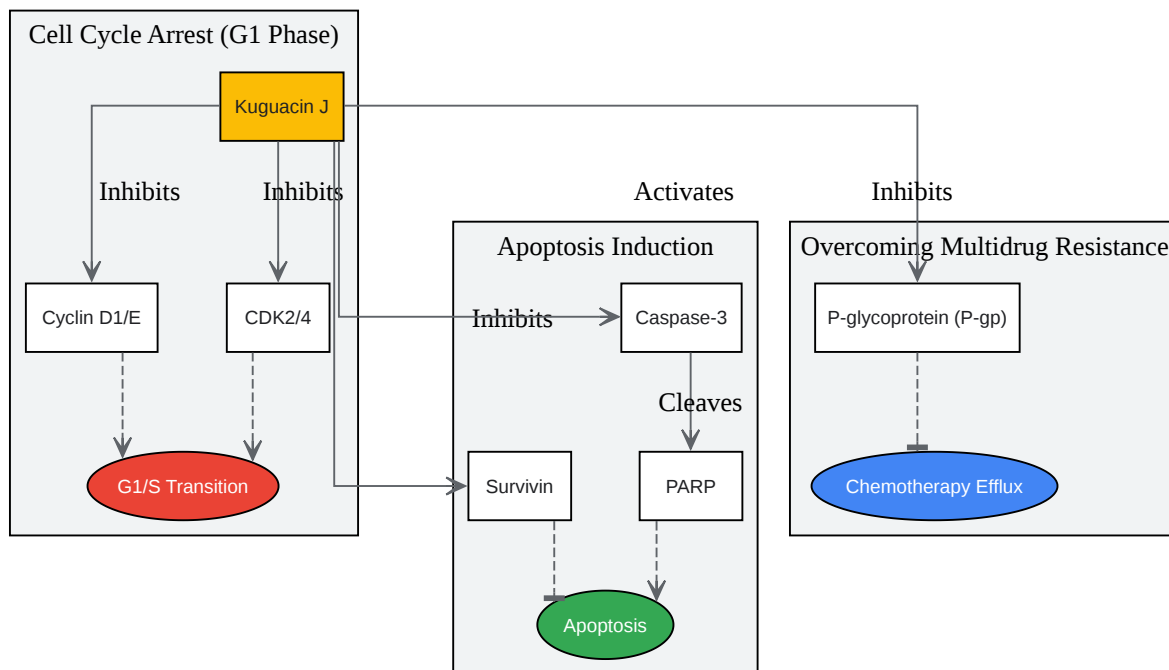 Cell Cycle Arrest (G1 Phase)
Kuguacin J
Inhibits
Inhibits
Activates
Inhibits
Apoptosis Induction
Overcoming Multidrug Resistance
Cyclin D1/E
CDK2/4
Inhibits
Caspase-3
P-glycoprotein (P-gp)
Cleaves
G1/S Transition
Survivin
PARP
Chemotherapy Efflux
Apoptosis